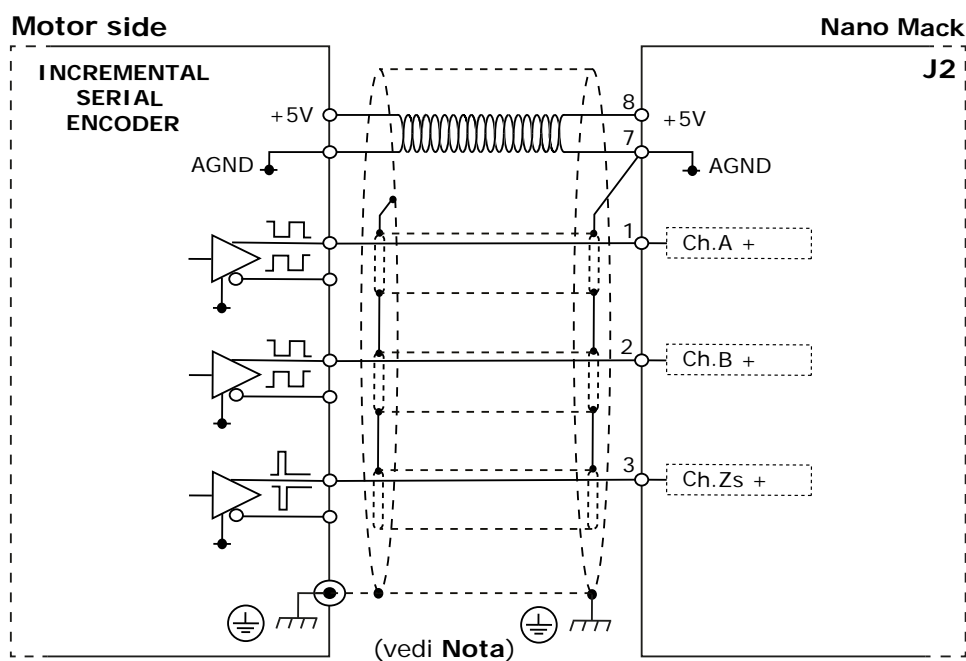 Motor side
Nano Mack
INCREMENTAL
SERIAL
ENCODER
J2
+5V
8
+5V
7
AGND
AGND
1
Ch.A +
2
Ch.B +
3
Ch.Zs +
(vedi Nota)